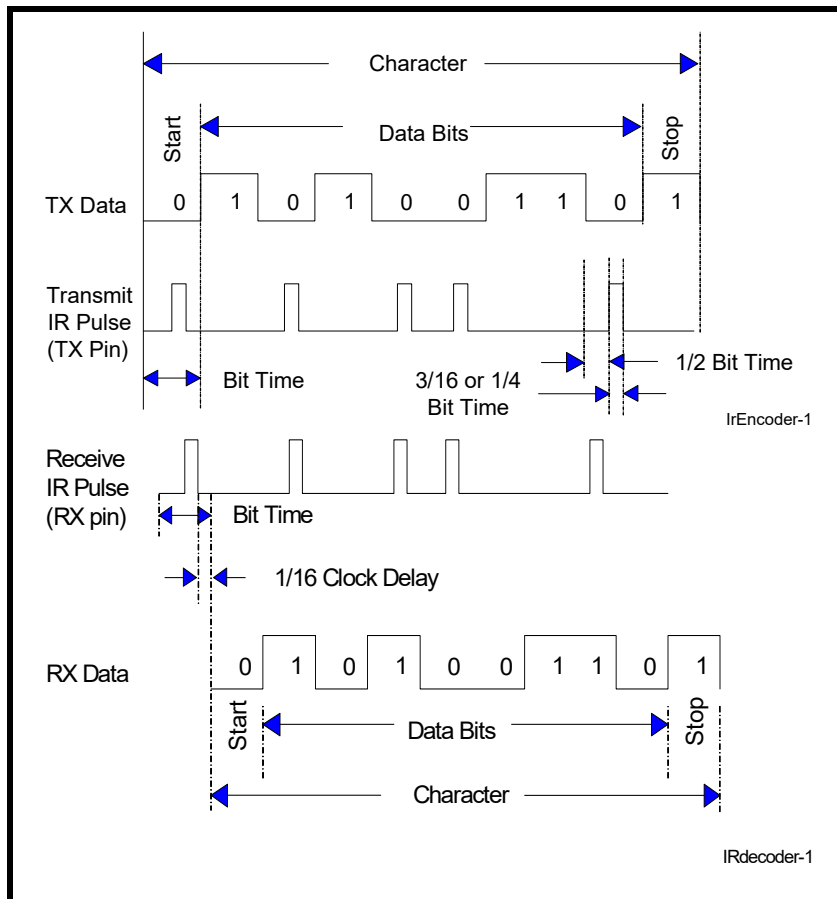 Character
Start
Data Bits
Stop
TX Data
0 1 0 1 0 0 1 1 0 1
Transmit
IR Pulse
(TX Pin)
Bit Time
3/16 or 1/4
Bit Time
1/2 Bit Time
IrEncoder-1
Receive
IR Pulse
(RX pin)
Bit Time
1/16 Clock Delay
RX Data
0 1 0 1 0 0 1 1 0 1
Start
Data Bits
Stop
Character
IRdecoder-1